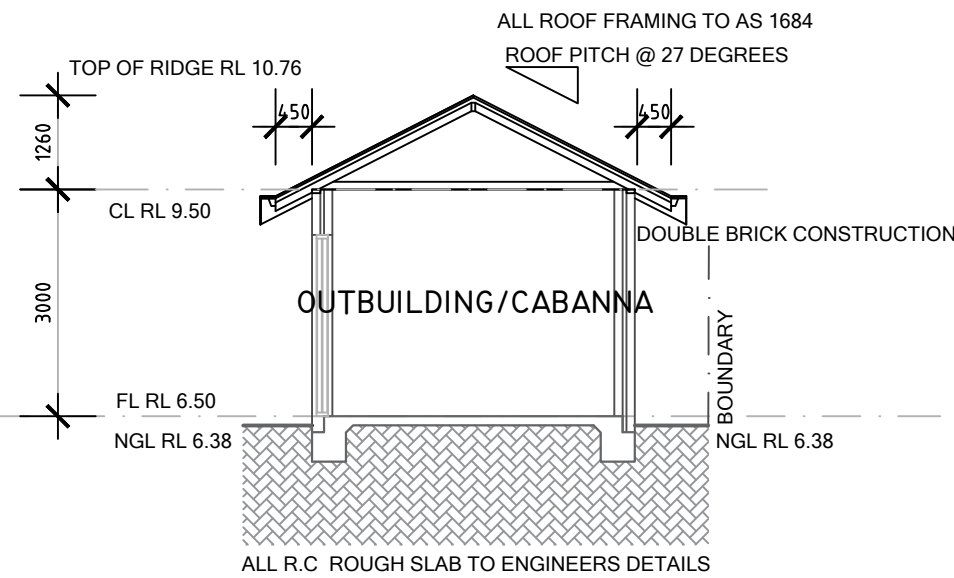 ALL ROOF FRAMING TO AS 1684
ROOF PITCH @ 27 DEGREES
TOP OF RIDGE RL 10.76
450
450
1260
CL RL 9.50
DOUBLE BRICK CONSTRUCTION
3000
OUTBUILDING/CABANNA
BOUNDARY
FL RL 6.50
NGL RL 6.38
NGL RL 6.38
ALL R.C ROUGH SLAB TO ENGINEERS DETAILS